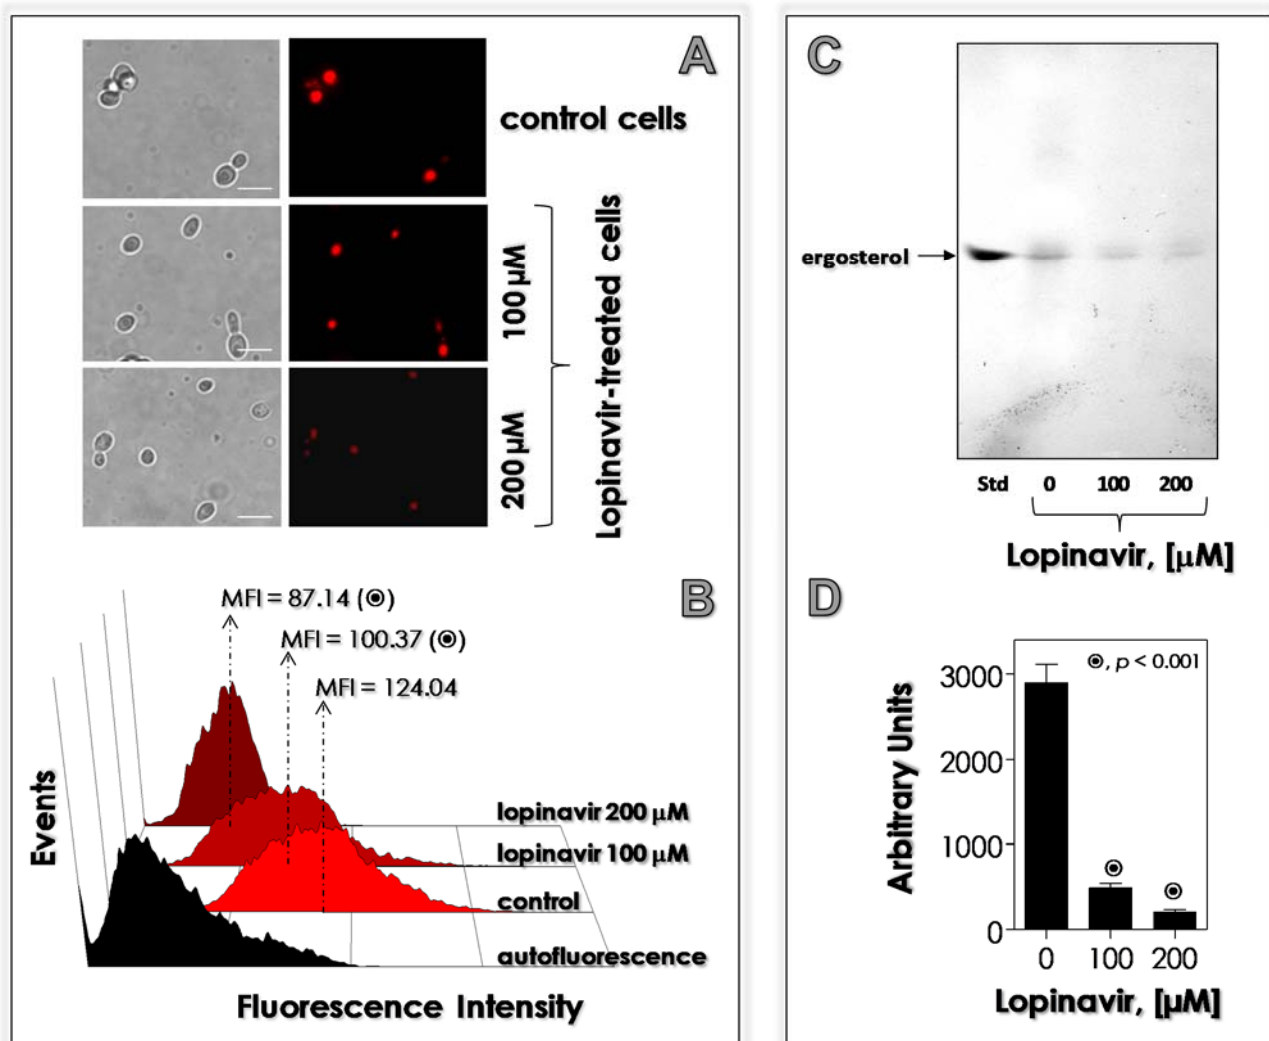 A
control cells
100 µM
200 µM
Lopinavir-treated cells
B
MFI = 87.14 (⦿)
MFI = 100.37 (⦿)
MFI = 124.04
Events
lopinavir 200 µM
lopinavir 100 µM
control
autofluorescence
Fluorescence Intensity
C
ergosterol
Std 0 100 200
Lopinavir, [µM]
D
⦿, p < 0.001
Arbitrary Units
3000
2000
1000
0
0 100 200
Lopinavir, [µM]